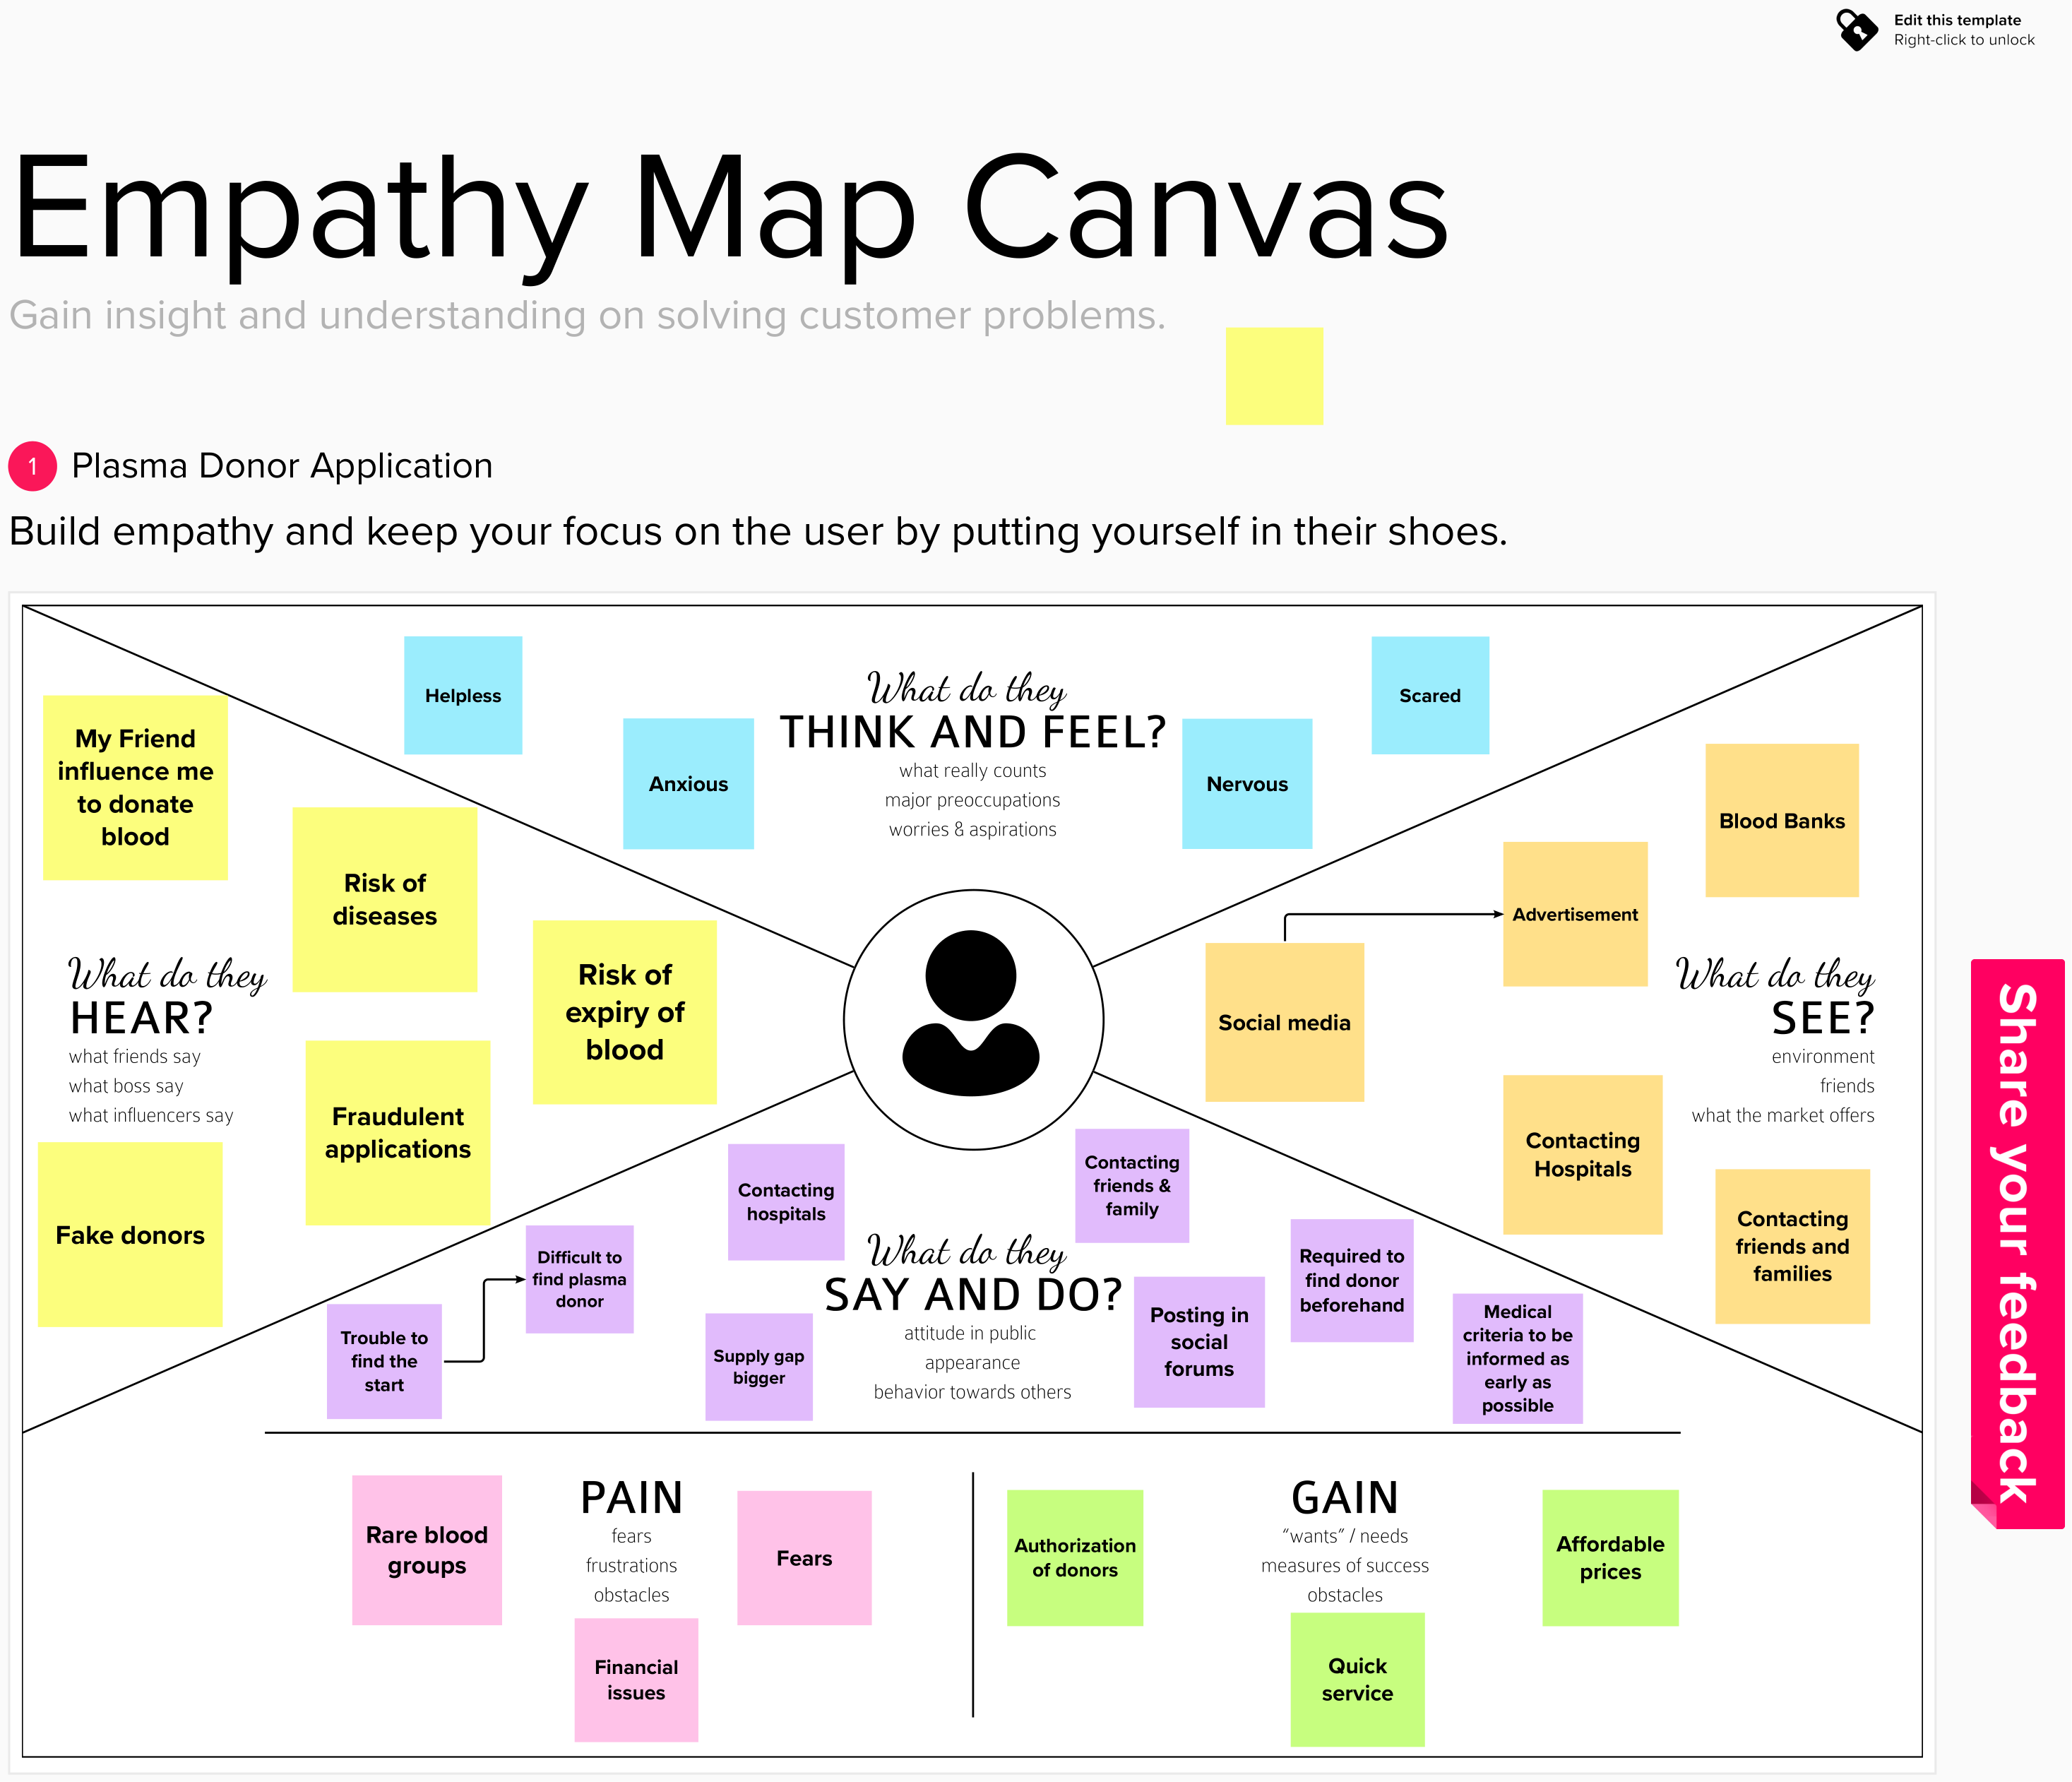 Edit this template
Right-click to unlock
Empathy Map Canvas
Gain insight and understanding on solving customer problems.
1
Plasma Donor Application
Build empathy and keep your focus on the user by putting yourself in their shoes.
What do they
THINK AND FEEL?
what really counts
major preoccupations
worries & aspirations
Helpless
Anxious
Nervous
Scared
My Friend
influence me
to donate
blood
Risk of
diseases
Risk of
expiry of
blood
What do they
HEAR?
what friends say
what boss say
what influencers say
Fraudulent
applications
Fake donors
Blood Banks
Advertisement
Social media
What do they
SEE?
environment
friends
what the market offers
Contacting
Hospitals
Contacting
friends and
families
Contacting
hospitals
Contacting
friends &
family
What do they
SAY AND DO?
attitude in public
appearance
behavior towards others
Difficult to
find plasma
donor
Trouble to
find the
start
Supply gap
bigger
Posting in
social
forums
Required to
find donor
beforehand
Medical
criteria to be
informed as
early as
possible
PAIN
fears
frustrations
obstacles
Rare blood
groups
Fears
Financial
issues
GAIN
“wants” / needs
measures of success
obstacles
Authorization
of donors
Affordable
prices
Quick
service
Share your feedback